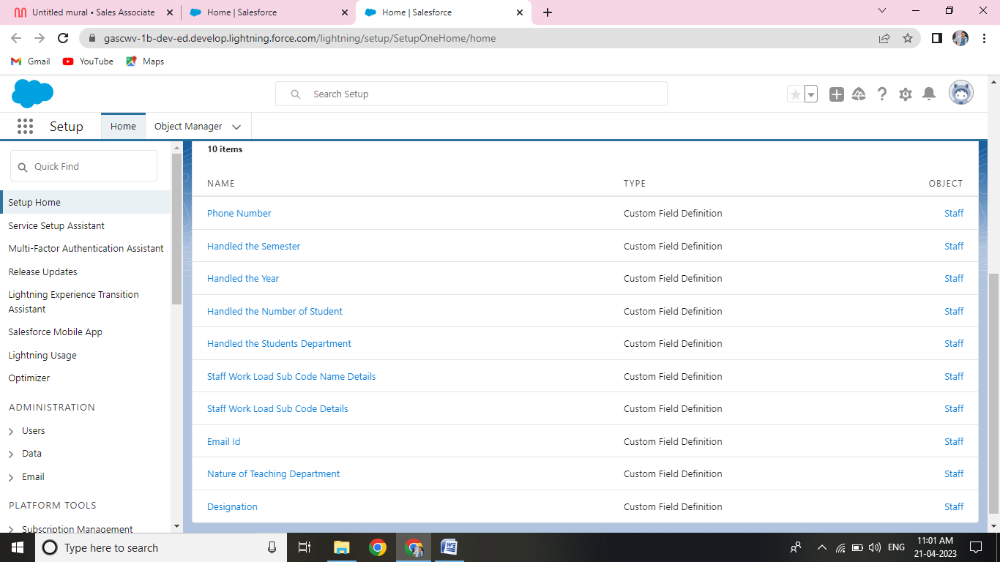 Untitled mural • Sales Associate
Home | Salesforce
Home | Salesforce
gascwv-1b-dev-ed.develop.lightning.force.com/lightning/setup/SetupOneHome/home
Gmail
YouTube
Maps
Search Setup
Setup
Home
Object Manager
Quick Find
Setup Home
Service Setup Assistant
Multi-Factor Authentication Assistant
Release Updates
Lightning Experience Transition
Assistant
Salesforce Mobile App
Lightning Usage
Optimizer
ADMINISTRATION
Users
Data
Email
PLATFORM TOOLS
Subscription Management
10 items
NAME TYPE OBJECT
Phone Number Custom Field Definition Staff
Handled the Semester Custom Field Definition Staff
Handled the Year Custom Field Definition Staff
Handled the Number of Student Custom Field Definition Staff
Handled the Students Department Custom Field Definition Staff
Staff Work Load Sub Code Name Details Custom Field Definition Staff
Staff Work Load Sub Code Details Custom Field Definition Staff
Email Id Custom Field Definition Staff
Nature of Teaching Department Custom Field Definition Staff
Designation Custom Field Definition Staff
Type here to search
ENG
11:01 AM
21-04-2023